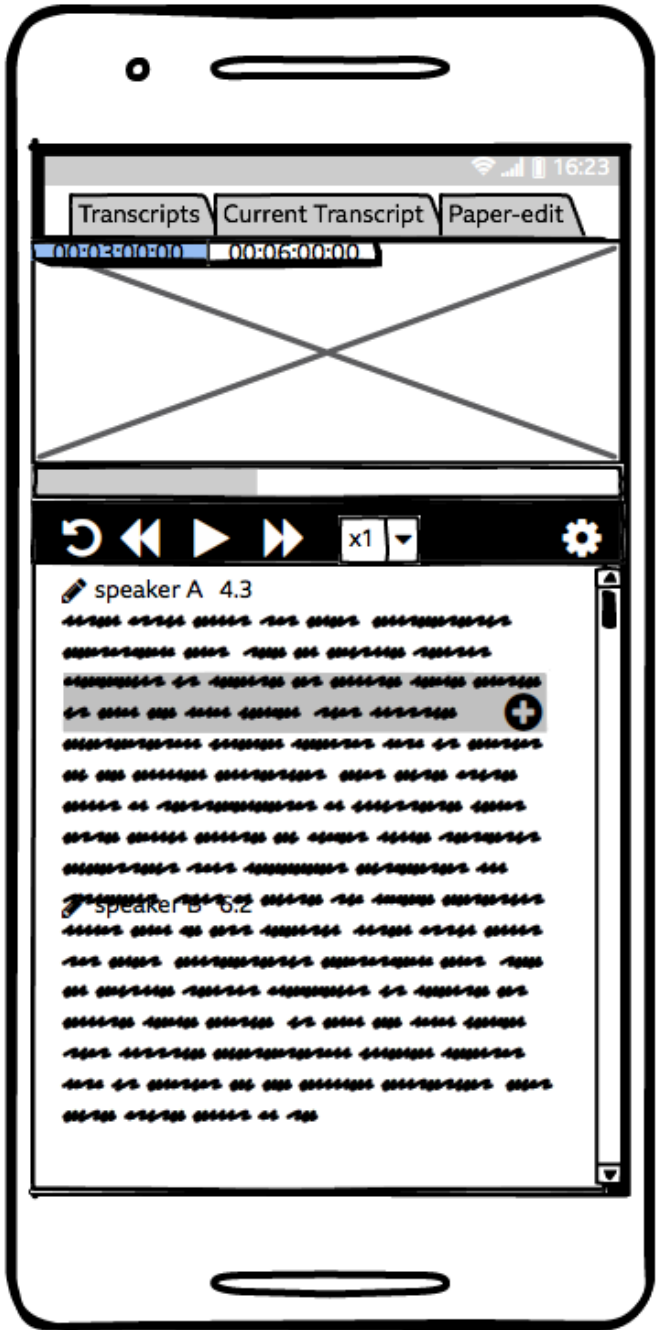 16:23
Transcripts Current Transcript Paper-edit
00:03:00:00 00:06:00:00
x1
speaker A 4.3
speaker B 6.2